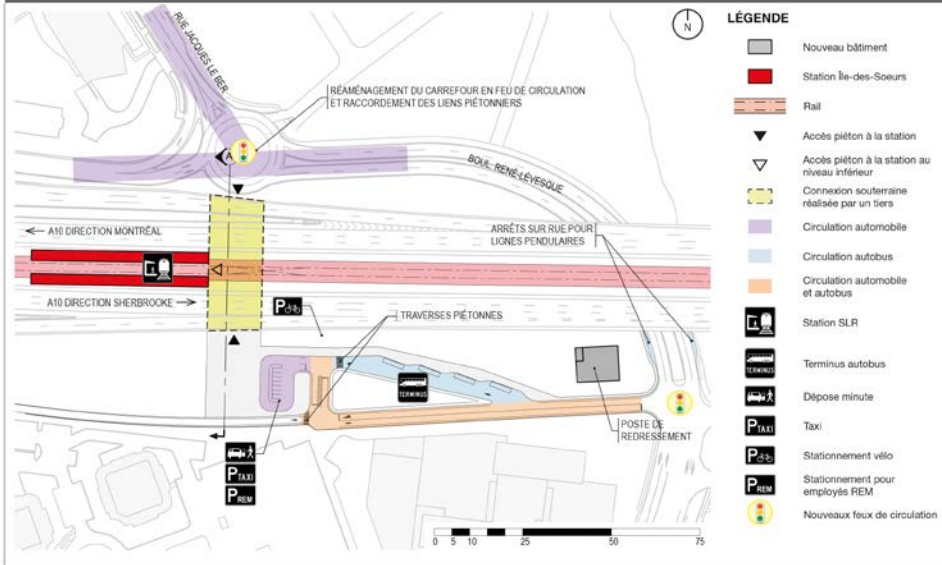 RUE JACQUES LE BER
RÉAMÉNAGEMENT DU CARREFOUR EN FEU DE CIRCULATION
ET RACCORDEMENT DES LIENS PIÉTONNIERS
A
BOUL. RENÉ-LÉVESQUE
A10 DIRECTION MONTRÉAL
ARRÊTS SUR RUE POUR
LIGNES PENDULAIRES
A10 DIRECTION SHERBROOKE
P
TRAVERSES PIÉTONNES
TERMINUS
POSTE DE
REDRESSEMENT
P TAXI
P REM
0 5 10 25 50 75
N
LÉGENDE
Nouveau bâtiment
Station Île-des-Soeurs
Rail
Accès piéton à la station
Accès piéton à la station au
niveau inférieur
Connexion souterraine
réalisée par un tiers
Circulation automobile
Circulation autobus
Circulation automobile
et autobus
Station SLR
TERMINUS
Terminus autobus
Dépose minute
P TAXI
Taxi
P
Stationnement vélo
P REM
Stationnement pour
employés REM
Nouveaux feux de circulation